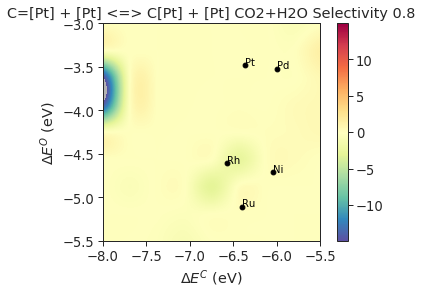 C=[Pt] + [Pt] <=> C[Pt] + [Pt] CO2+H2O Selectivity 0.8
−3.0
−3.5
−4.0
−4.5
−5.0
−5.5
ΔE^O (eV)
Pt
Pd
Rh
Ni
Ru
−8.0 −7.5 −7.0 −6.5 −6.0 −5.5
ΔE^C (eV)
10
5
0
−5
−10